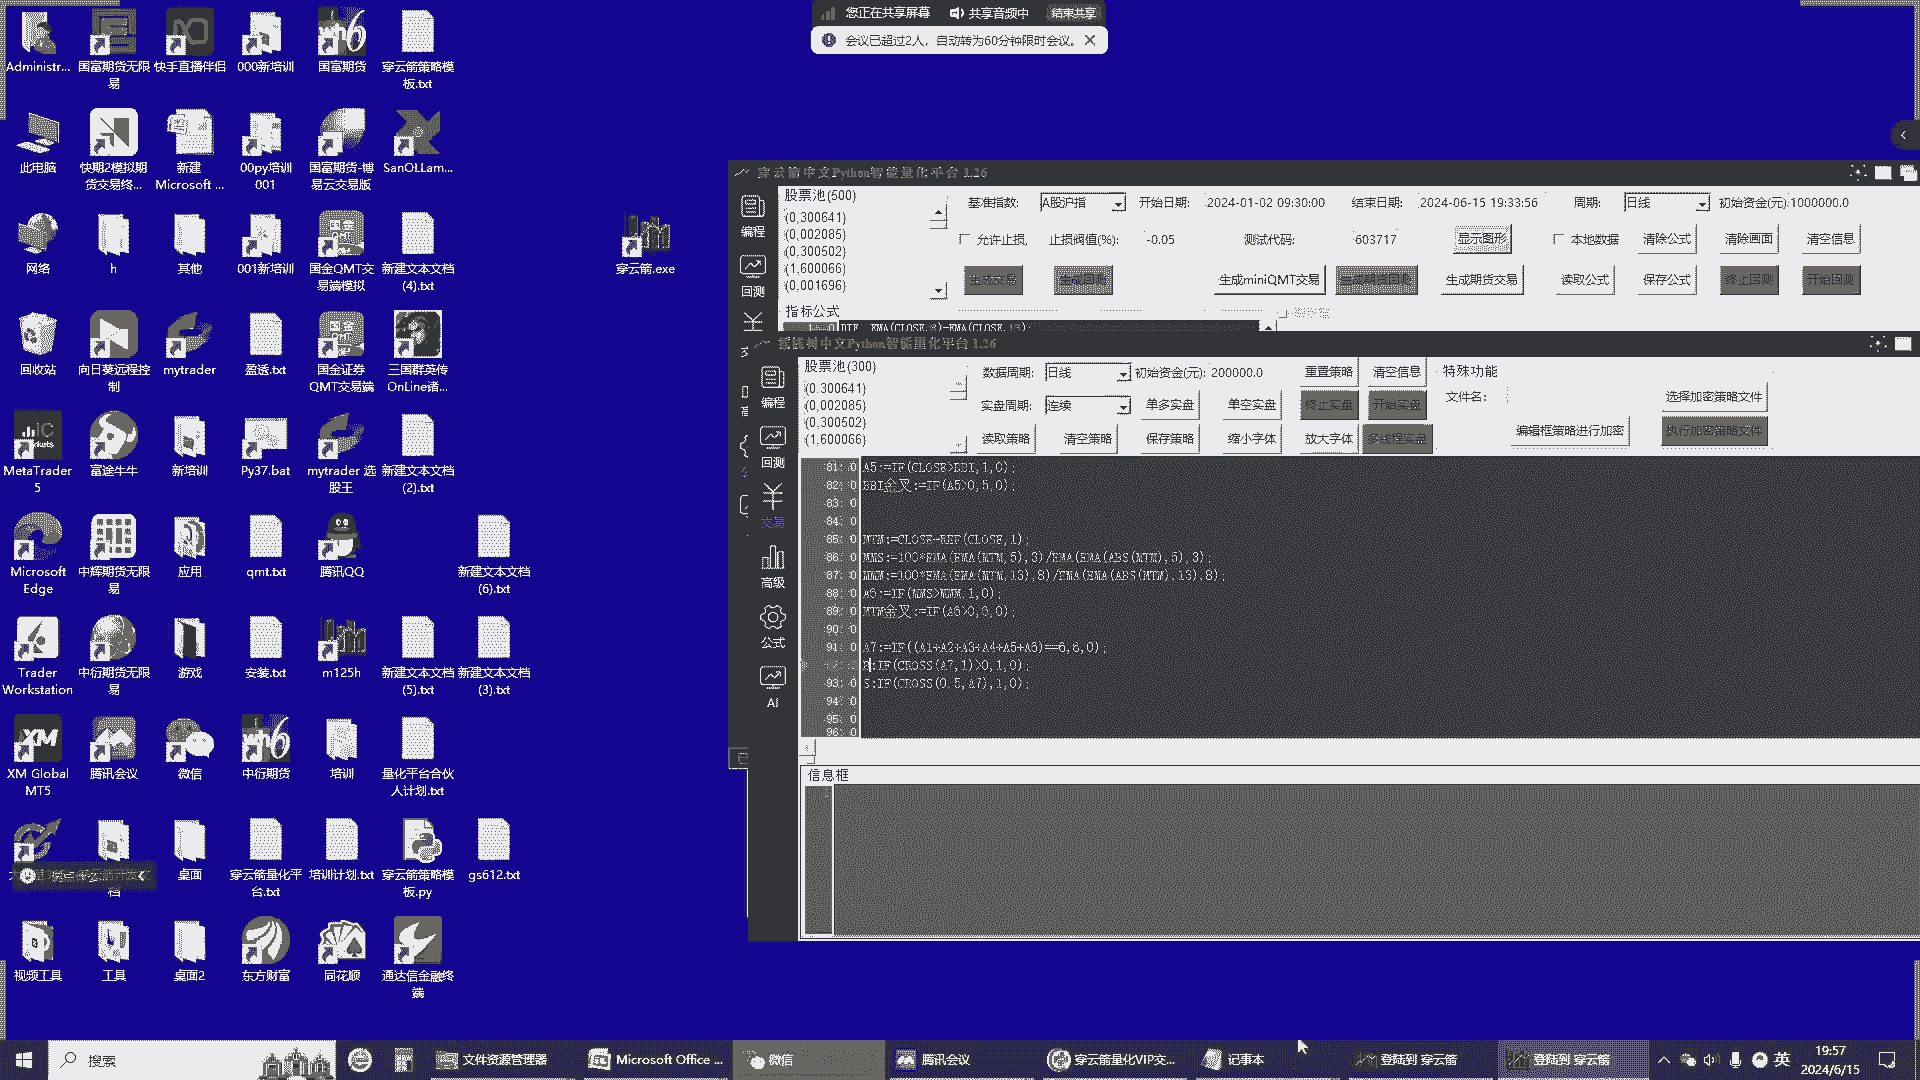 您正在共享屏幕 共享音频中 结束共享
会议已超过2人，自动转为60分钟限时会议。
Administr...
国富期货无限易
快手直播伴侣
000新培训
国富期货
穿云箭策略模板.txt
此电脑
快期2模拟期货交易终...
新建 Microsoft ...
00py培训001
国富期货-博易云交易版
SanOLLam...
网络
h
其他
001新培训
国金QMT交易端模拟
新建文本文档 (4).txt
穿云箭.exe
回收站
向日葵远程控制
mytrader
盈透.txt
国金证券QMT交易端
三国群英传OnLine诸...
MetaTrader 5
富途牛牛
新培训
Py37.bat
mytrader 选股王
新建文本文档 (2).txt
Microsoft Edge
中辉期货无限易
应用
qmt.txt
腾讯QQ
新建文本文档 (6).txt
Trader Workstation
中衍期货无限易
游戏
安装.txt
m125h
新建文本文档 (5).txt
新建文本文档 (3).txt
XM Global MT5
腾讯会议
微信
中衍期货
培训
量化平台合伙人计划.txt
桌面
穿云箭量化平台.txt
培训计划.txt
穿云箭策略模板.py
gs612.txt
视频工具
工具
桌面2
东方财富
同花顺
通达信金融终端
穿云箭中文Python智能量化平台 1.26
编程
回测
股票池(500)
(0,300641)
(0,002085)
(0,300502)
(1,600066)
(0,001696)
基准指数: A股沪指 开始日期: 2024-01-02 09:30:00 结束日期: 2024-06-15 19:33:56 周期: 日线 初始资金(元):1000000.0
允许止损, 止损阀值(%): -0.05 测试代码: 603717 显示图形 本地数据 清除公式 清除画面 清空信息
生成交易 生成回测 生成miniQMT交易 生成期货回测 生成期货交易 读取公式 保存公式 终止回测 开始回测
指标公式
摇钱树中文Python智能量化平台 1.26
编程
回测
交易
高级
公式
AI
股票池(300)
(0,300641)
(0,002085)
(0,300502)
(1,600066)
数据周期: 日线 初始资金(元): 200000.0 重置策略 清空信息 特殊功能
实盘周期: 连续 单多实盘 单空实盘 终止实盘 开始实盘 文件名: 选择加密策略文件
读取策略 清空策略 保存策略 缩小字体 放大字体 多线程实盘 编辑框策略进行加密 执行加密策略文件
81: 0 A5:=IF(CLOSE>BBI,1,0);
82: 0 BBI金叉:=IF(A5>0,5,0);
83: 0
84: 0
85: 0 MTM:=CLOSE-REF(CLOSE,1);
86: 0 MMS:=100*EMA(EMA(MTM,5),3)/EMA(EMA(ABS(MTM),5),3);
87: 0 MMM:=100*EMA(EMA(MTM,13),8)/EMA(EMA(ABS(MTM),13),8);
88: 0 A6:=IF(MMS>MMM,1,0);
89: 0 MTM金叉:=IF(A6>0,6,0);
90: 0
91: 0 A7:=IF((A1+A2+A3+A4+A5+A6)==6,6,0);
B:IF(CROSS(A7,1)>0,1,0);
93: 0 S:IF(CROSS(0.5,A7),1,0);
94: 0
95: 0
96: 0
信息框
搜索
文件资源管理器
Microsoft Office ...
微信
腾讯会议
穿云箭量化VIP交...
记事本
登陆到 穿云箭
登陆到 穿云箭
英
19:57
2024/6/15